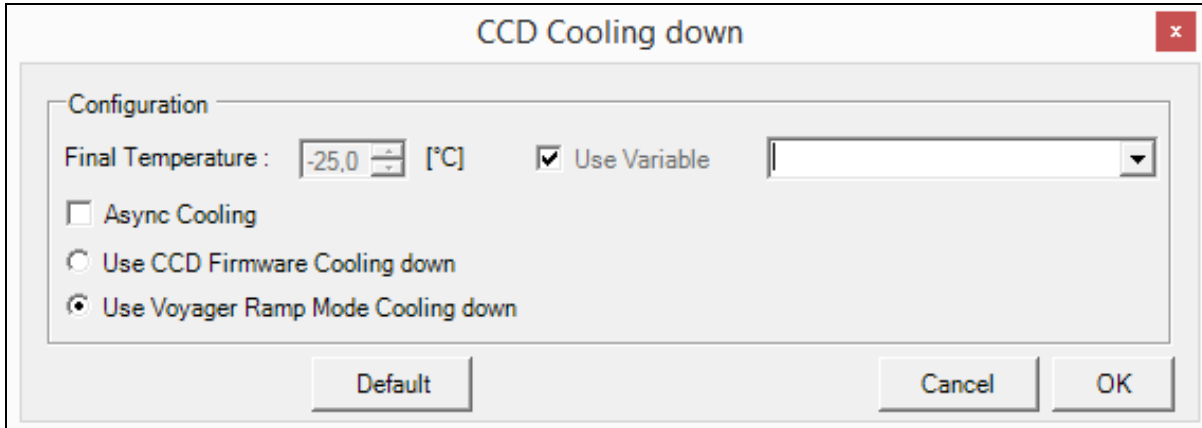 CCD Cooling down
x
Configuration
Final Temperature : -25,0 [°C] Use Variable
Async Cooling
Use CCD Firmware Cooling down
Use Voyager Ramp Mode Cooling down
Default Cancel OK